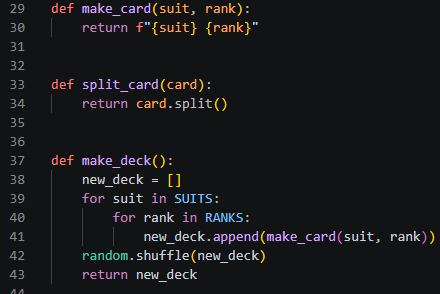 29 def make_card(suit, rank):
30     return f"{suit} {rank}"
31
32
33 def split_card(card):
34     return card.split()
35
36
37 def make_deck():
38     new_deck = []
39     for suit in SUITS:
40         for rank in RANKS:
41             new_deck.append(make_card(suit, rank))
42     random.shuffle(new_deck)
43     return new_deck
44